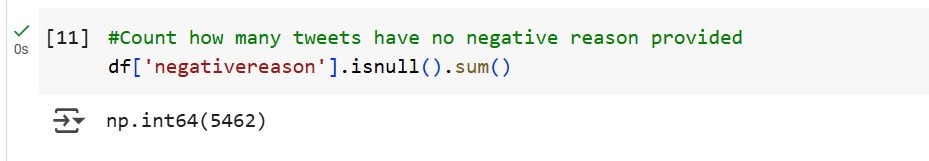 [11] #Count how many tweets have no negative reason provided
df['negativereason'].isnull().sum()
0s
np.int64(5462)